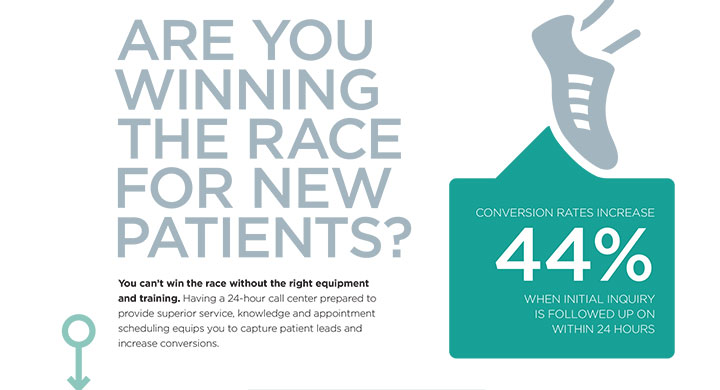 ARE YOU
WINNING
THE RACE
FOR NEW
PATIENTS?
You can't win the race without the right equipment
and training. Having a 24-hour call center prepared to
provide superior service, knowledge and appointment
scheduling equips you to capture patient leads and
increase conversions.
CONVERSION RATES INCREASE
44%
WHEN INITIAL INQUIRY
IS FOLLOWED UP ON
WITHIN 24 HOURS